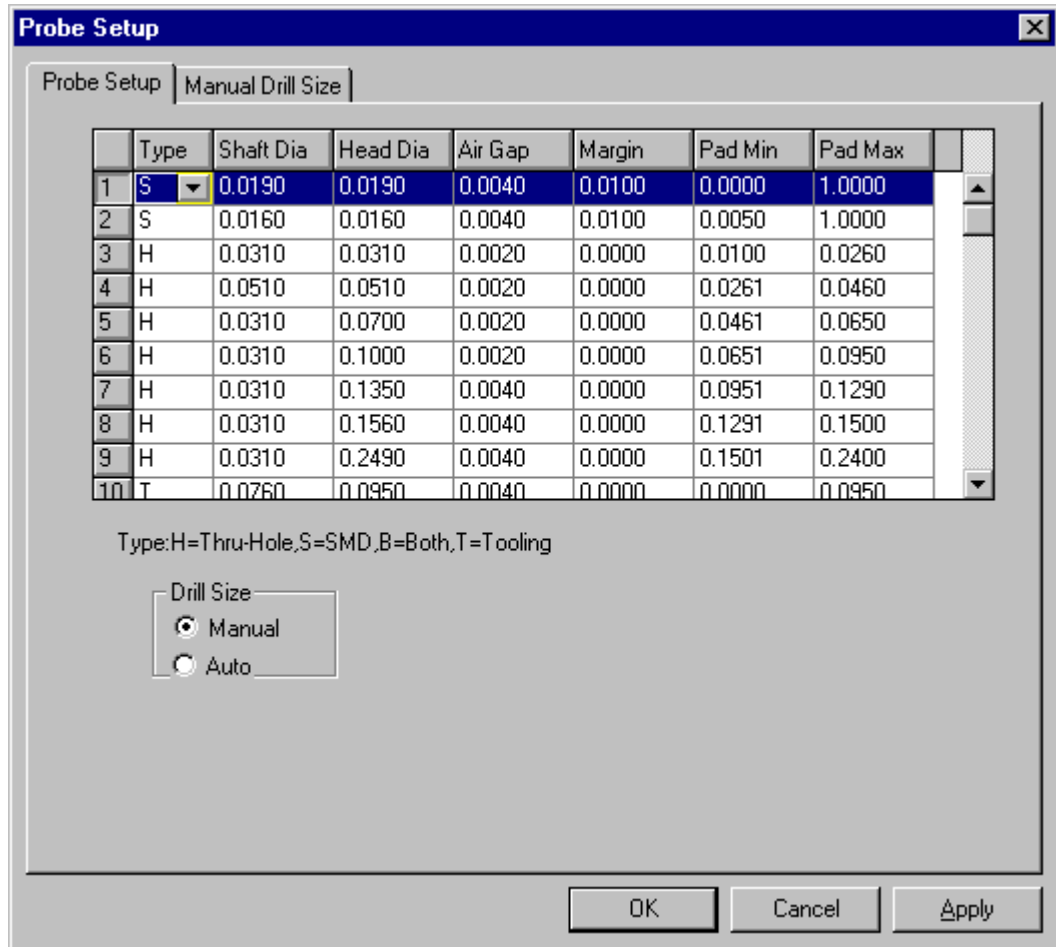 Probe Setup
Probe Setup Manual Drill Size
Type Shaft Dia Head Dia Air Gap Margin Pad Min Pad Max
1 S 0.0190 0.0190 0.0040 0.0100 0.0000 1.0000
2 S 0.0160 0.0160 0.0040 0.0100 0.0050 1.0000
3 H 0.0310 0.0310 0.0020 0.0000 0.0100 0.0260
4 H 0.0510 0.0510 0.0020 0.0000 0.0261 0.0460
5 H 0.0310 0.0700 0.0020 0.0000 0.0461 0.0650
6 H 0.0310 0.1000 0.0020 0.0000 0.0651 0.0950
7 H 0.0310 0.1350 0.0040 0.0000 0.0951 0.1290
8 H 0.0310 0.1560 0.0040 0.0000 0.1291 0.1500
9 H 0.0310 0.2490 0.0040 0.0000 0.1501 0.2400
10 T 0.0760 0.0950 0.0040 0.0000 0.0000 0.0950
Type:H=Thru-Hole,S=SMD,B=Both,T=Tooling
Drill Size
Manual
Auto
OK Cancel Apply